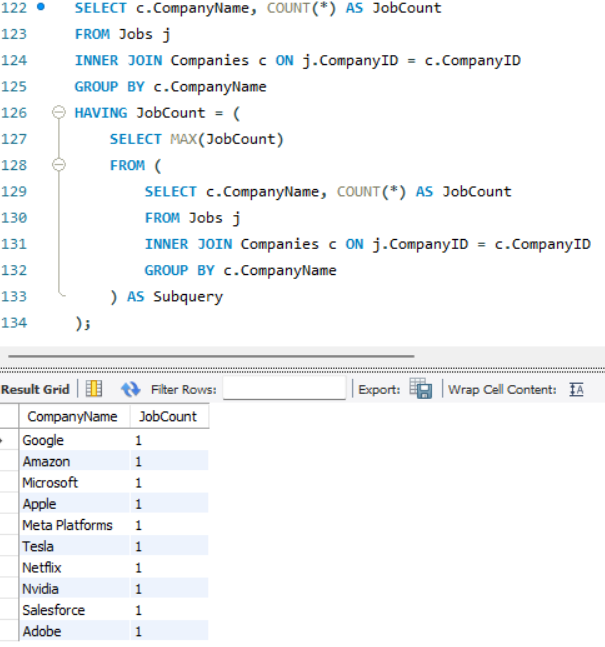 122 SELECT c.CompanyName, COUNT(*) AS JobCount
123 FROM Jobs j
124 INNER JOIN Companies c ON j.CompanyID = c.CompanyID
125 GROUP BY c.CompanyName
126 HAVING JobCount = (
127 SELECT MAX(JobCount)
128 FROM (
129 SELECT c.CompanyName, COUNT(*) AS JobCount
130 FROM Jobs j
131 INNER JOIN Companies c ON j.CompanyID = c.CompanyID
132 GROUP BY c.CompanyName
133 ) AS Subquery
134 );
Result Grid Filter Rows: Export: Wrap Cell Content:
CompanyName JobCount
Google 1
Amazon 1
Microsoft 1
Apple 1
Meta Platforms 1
Tesla 1
Netflix 1
Nvidia 1
Salesforce 1
Adobe 1